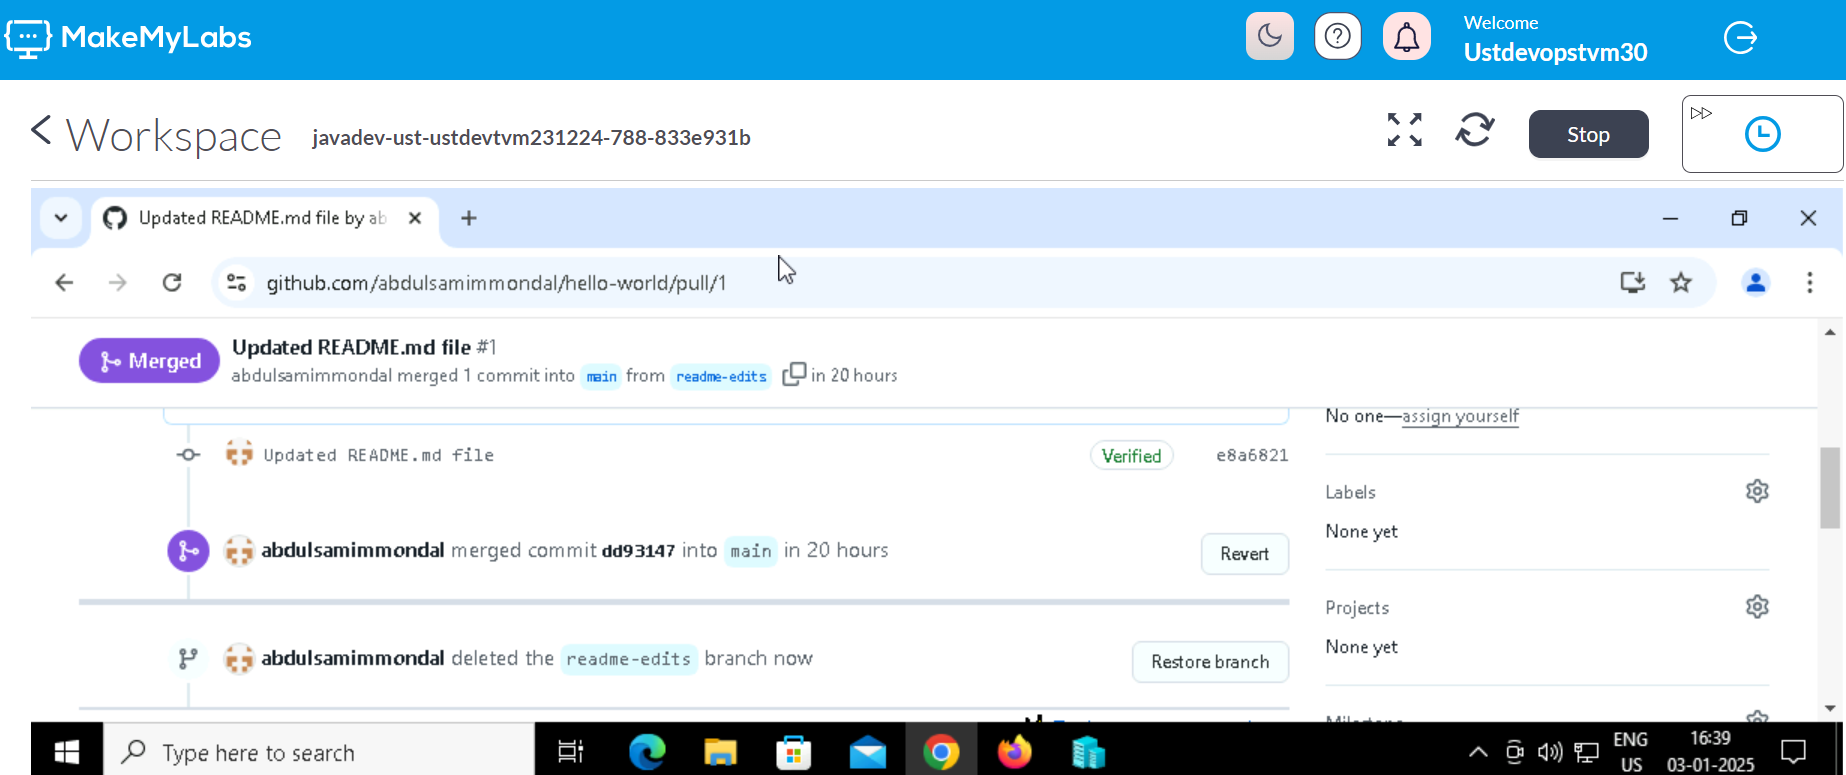 MakeMyLabs
Welcome
Ustdevopstvm30
Workspace
javadev-ust-ustdevtvm231224-788-833e931b
Stop
Updated README.md file by ab
github.com/abdulsamimmondal/hello-world/pull/1
Merged
Updated README.md file #1
abdulsamimmondal merged 1 commit into main from readme-edits in 20 hours
No one—assign yourself
Updated README.md file
Verified
e8a6821
Labels
None yet
abdulsamimmondal merged commit dd93147 into main in 20 hours
Revert
Projects
None yet
abdulsamimmondal deleted the readme-edits branch now
Restore branch
Type here to search
ENG
US
16:39
03-01-2025